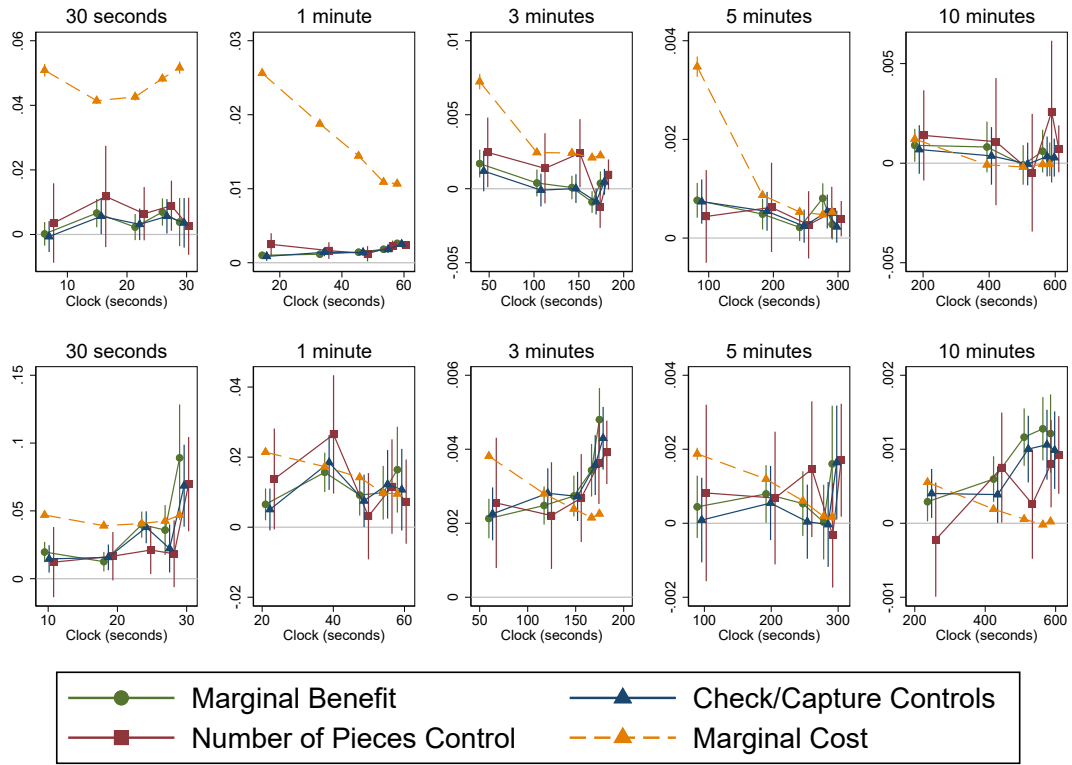 30 seconds 1 minute 3 minutes 5 minutes 10 minutes
.06 .04 .02 0
.03 .02 .01 0
.01 .005 0 -.005
.004 .002 0
.005 0 -.005
10 20 30 20 40 60 50 100 150 200 100 200 300 200 400 600
Clock (seconds) Clock (seconds) Clock (seconds) Clock (seconds) Clock (seconds)
30 seconds 1 minute 3 minutes 5 minutes 10 minutes
.15 .1 .05 0
.04 .02 0 -.02
.006 .004 .002 0
.004 .002 0 -.002
.002 .001 0 -.001
10 20 30 20 40 60 50 100 150 200 100 200 300 200 400 600
Clock (seconds) Clock (seconds) Clock (seconds) Clock (seconds) Clock (seconds)
Marginal Benefit Check/Capture Controls
Number of Pieces Control Marginal Cost